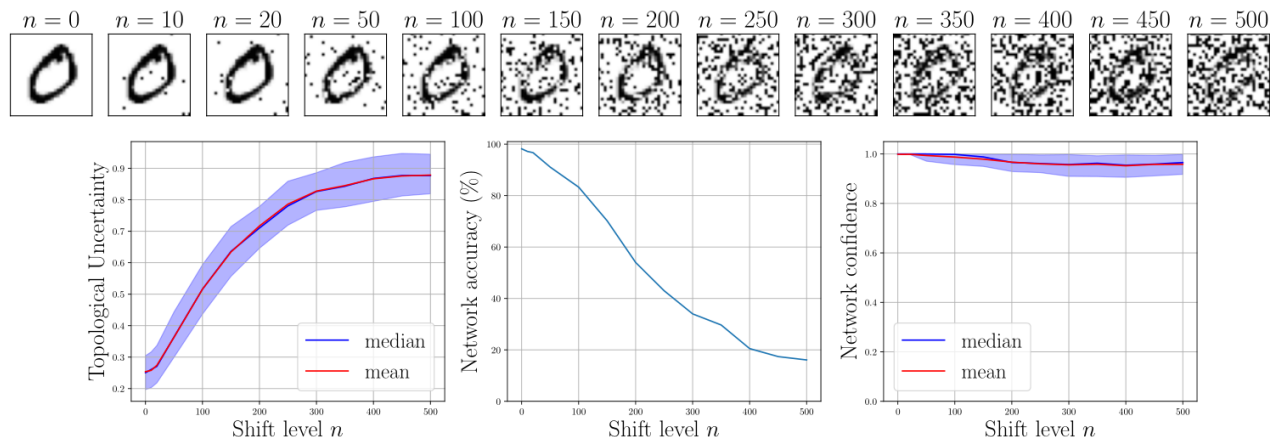 n = 0 n = 10 n = 20 n = 50 n = 100 n = 150 n = 200 n = 250 n = 300 n = 350 n = 400 n = 450 n = 500
Topological Uncertainty
0.9
0.8
0.7
0.6
0.5
0.4
0.3
0.2
median
mean
0 100 200 300 400 500
Shift level n
Network accuracy (%)
100
80
60
40
20
0
0 100 200 300 400 500
Shift level n
Network confidence
1.0
0.8
0.6
0.4
0.2
0.0
median
mean
0 100 200 300 400 500
Shift level n